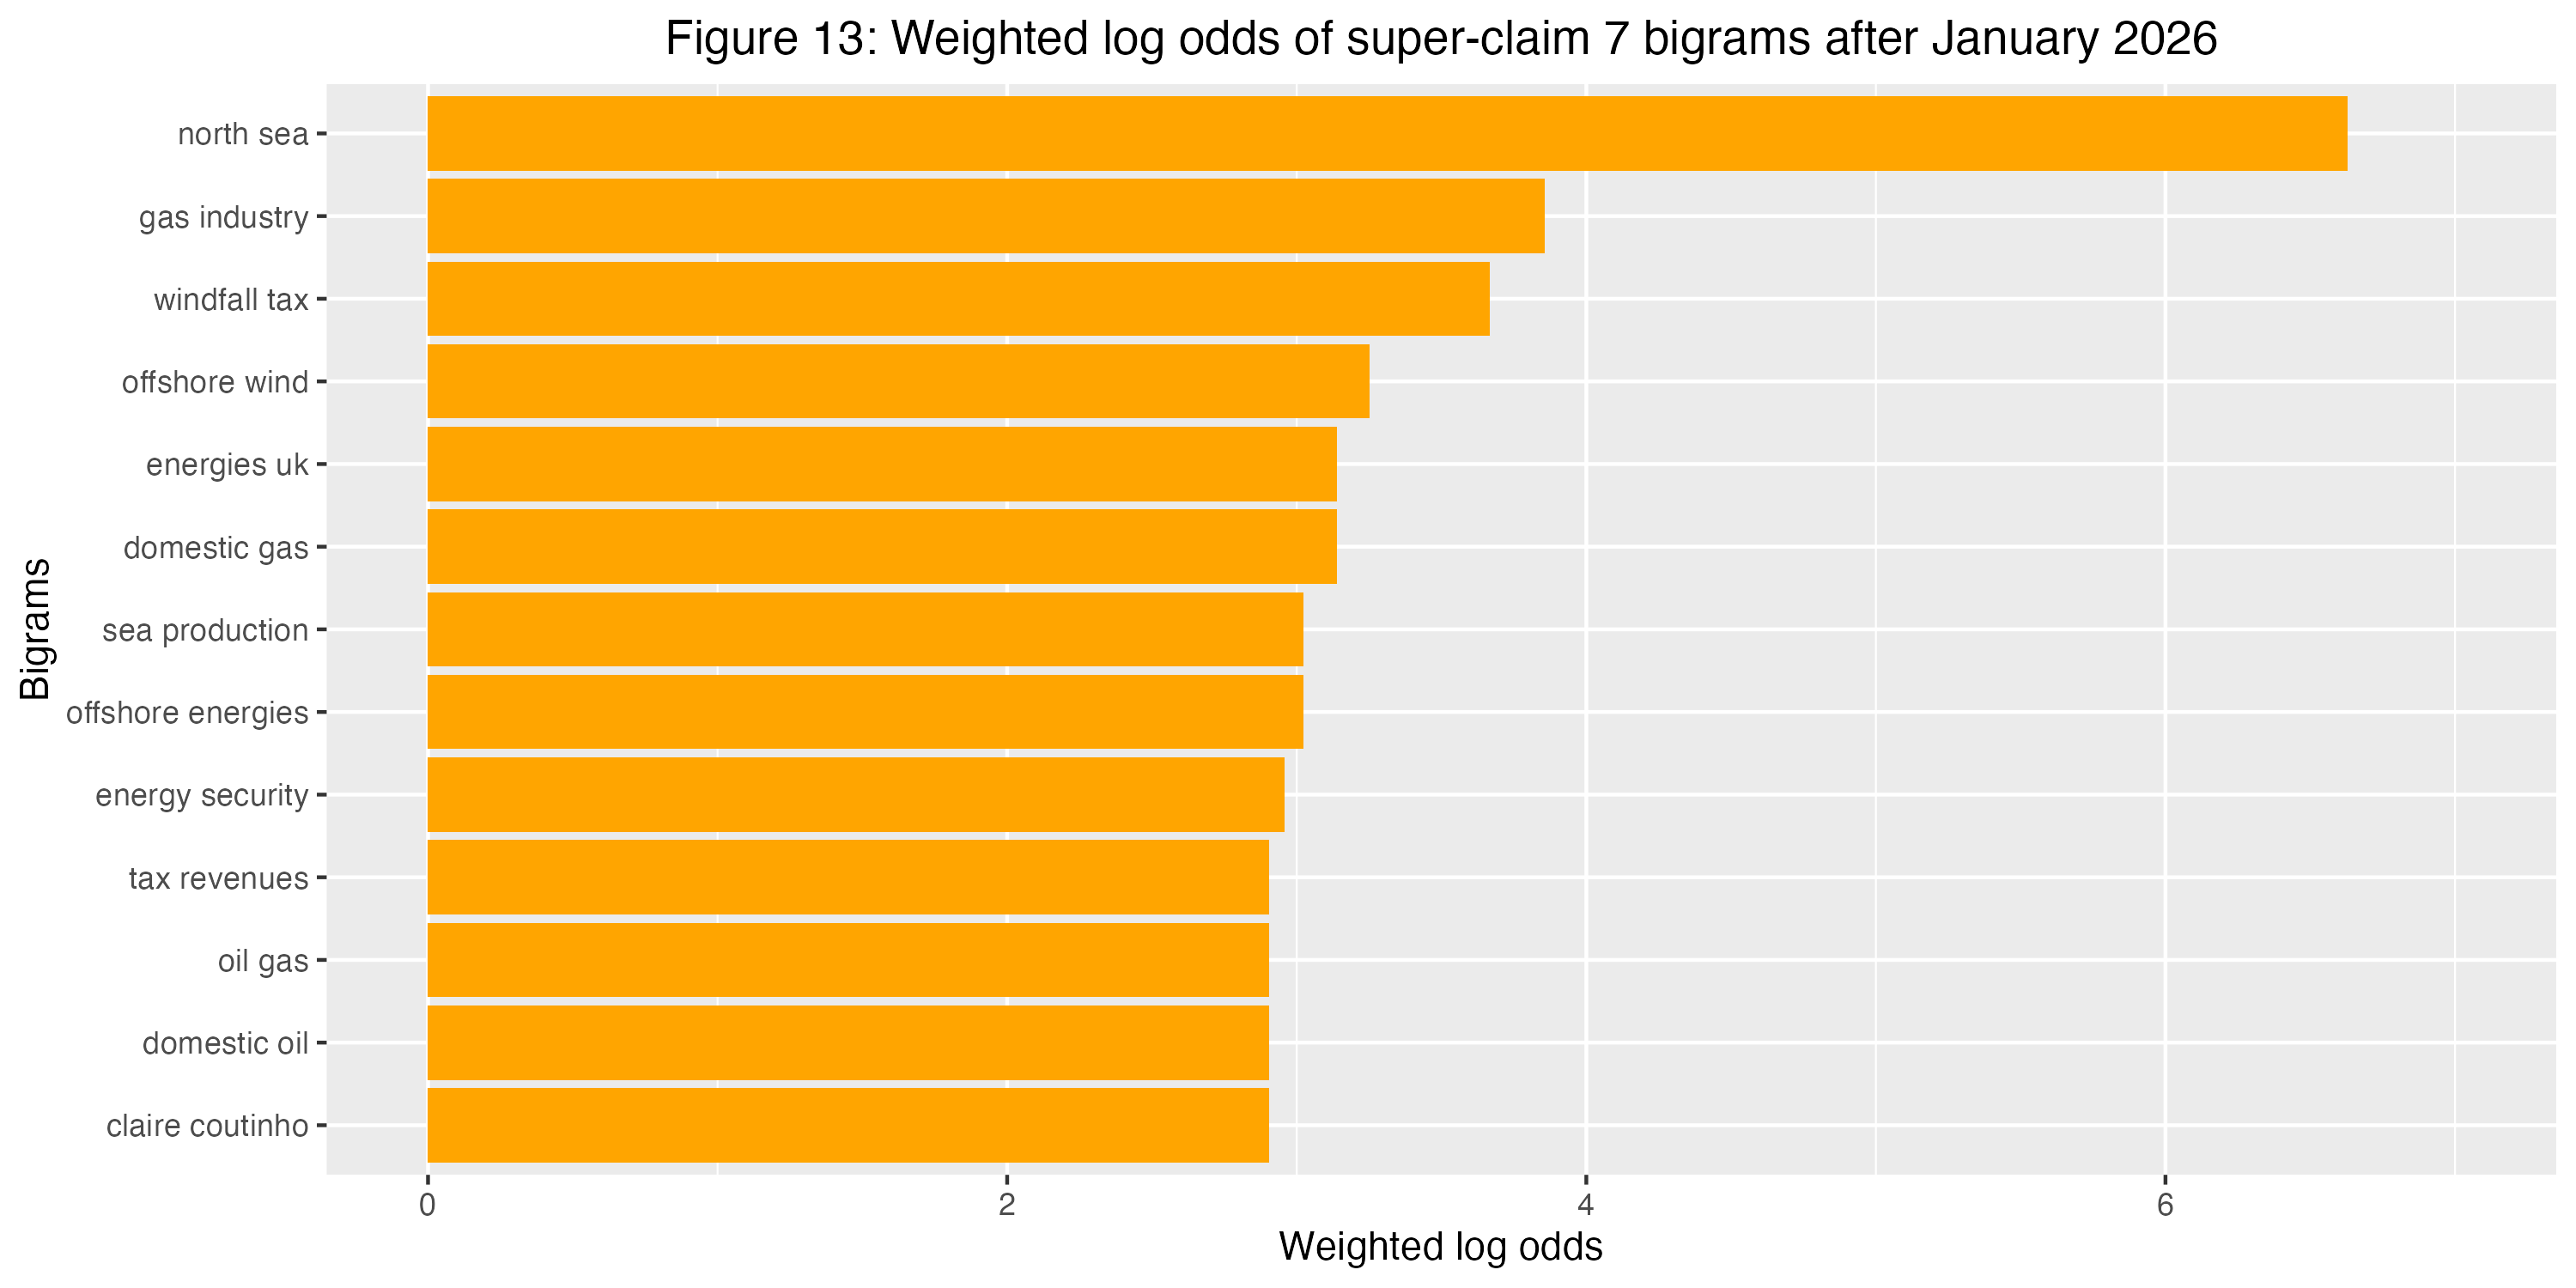 Figure 13: Weighted log odds of super-claim 7 bigrams after January 2026
Bigrams
north sea
gas industry
windfall tax
offshore wind
energies uk
domestic gas
sea production
offshore energies
energy security
tax revenues
oil gas
domestic oil
claire coutinho
0 2 4 6
Weighted log odds